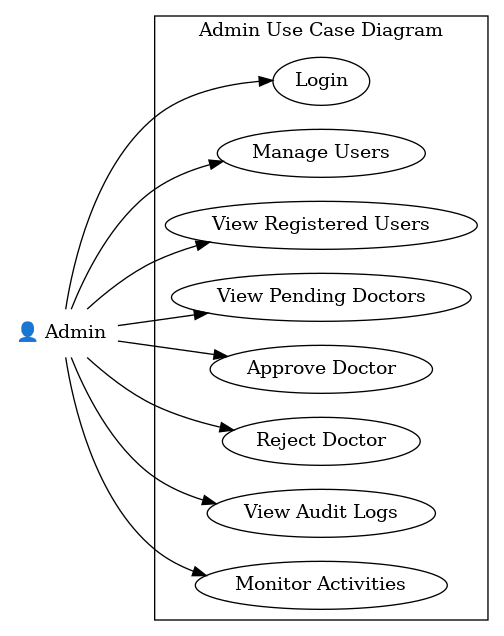 Admin Use Case Diagram
Login
Manage Users
View Registered Users
View Pending Doctors
👤 Admin
Approve Doctor
Reject Doctor
View Audit Logs
Monitor Activities